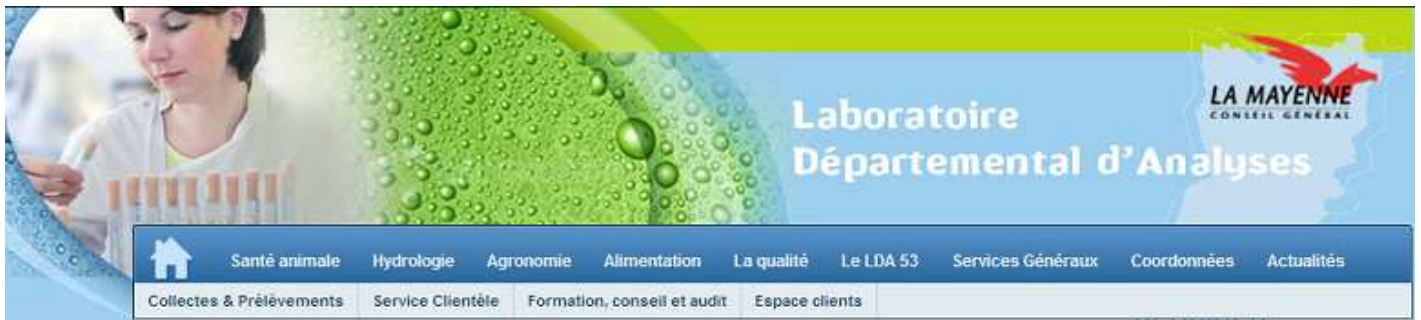 LA MAYENNE
CONSEIL GÉNÉRAL
Laboratoire
Départemental d'Analyses
Santé animale Hydrologie Agronomie Alimentation La qualité Le LDA 53 Services Généraux Coordonnées Actualités
Collectes & Prélèvements Service Clientèle Formation, conseil et audit Espace clients